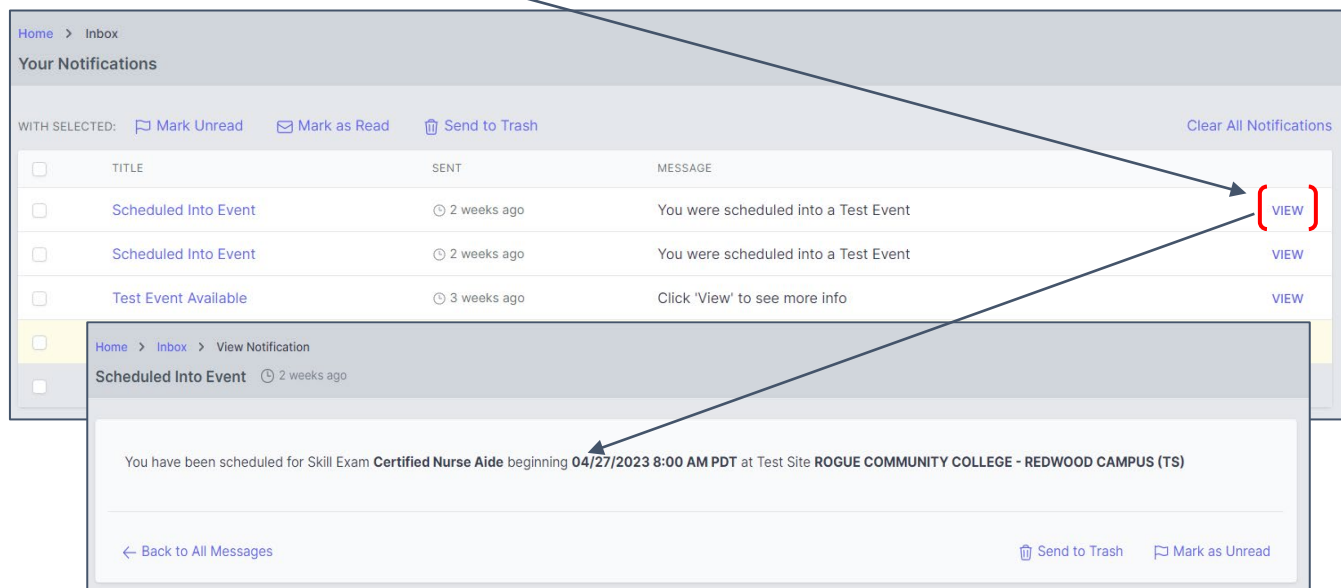 Home > Inbox
Your Notifications
WITH SELECTED: Mark Unread Mark as Read Send to Trash Clear All Notifications
TITLE SENT MESSAGE
Scheduled Into Event 2 weeks ago You were scheduled into a Test Event VIEW
Scheduled Into Event 2 weeks ago You were scheduled into a Test Event VIEW
Test Event Available 3 weeks ago Click 'View' to see more info VIEW
Home > Inbox > View Notification
Scheduled Into Event 2 weeks ago
You have been scheduled for Skill Exam Certified Nurse Aide beginning 04/27/2023 8:00 AM PDT at Test Site ROGUE COMMUNITY COLLEGE - REDWOOD CAMPUS (TS)
← Back to All Messages Send to Trash Mark as Unread